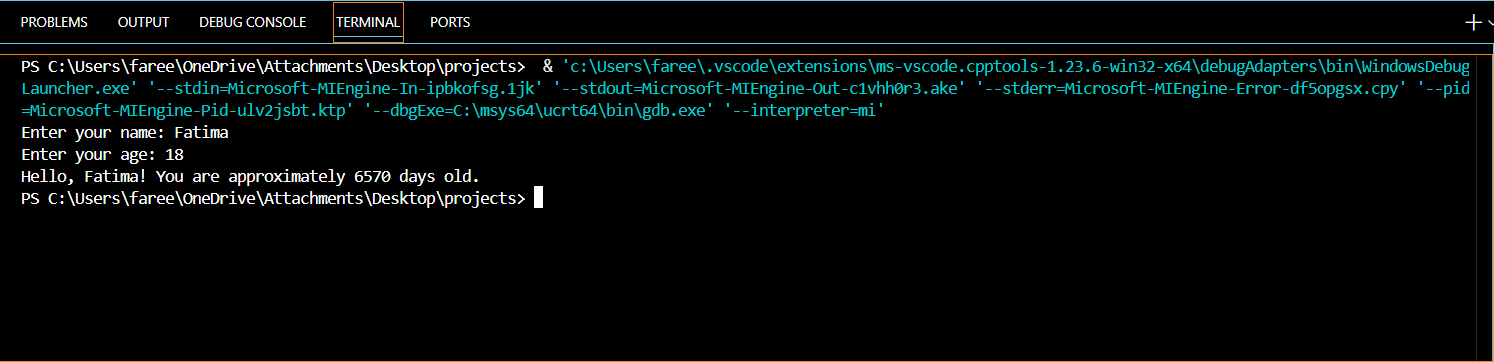 PROBLEMS OUTPUT DEBUG CONSOLE TERMINAL PORTS
PS C:\Users\faree\OneDrive\Attachments\Desktop\projects>  & 'c:\Users\faree\.vscode\extensions\ms-vscode.cpptools-1.23.6-win32-x64\debugAdapters\bin\WindowsDebug
Launcher.exe' '--stdin=Microsoft-MIEngine-In-ipbkofsg.1jk' '--stdout=Microsoft-MIEngine-Out-c1vhh0r3.ake' '--stderr=Microsoft-MIEngine-Error-df5opgsx.cpy' '--pid
=Microsoft-MIEngine-Pid-ulv2jsbt.ktp' '--dbgExe=C:\msys64\ucrt64\bin\gdb.exe' '--interpreter=mi'
Enter your name: Fatima
Enter your age: 18
Hello, Fatima! You are approximately 6570 days old.
PS C:\Users\faree\OneDrive\Attachments\Desktop\projects>